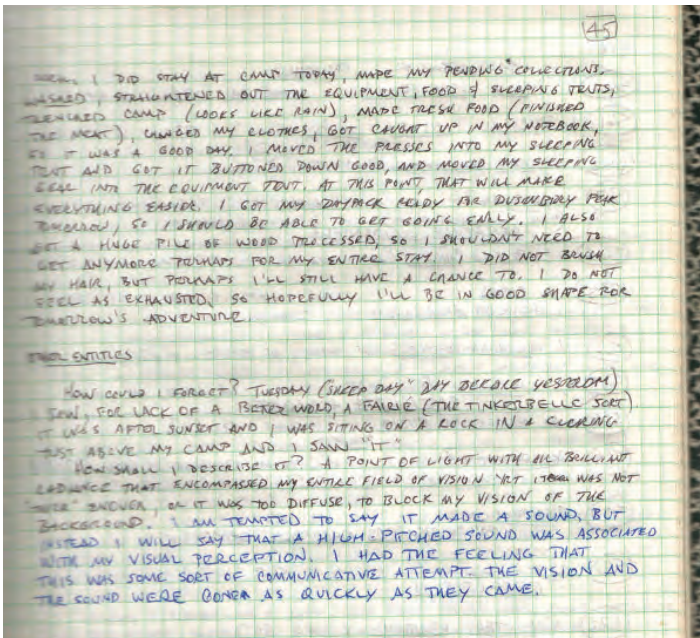 45
I DID STAY AT CAMP TODAY, MADE MY PENDING COLLECTIONS,
WASHED, STRAIGHTENED OUT THE EQUIPMENT, FOOD & SLEEPING TENTS,
CAMP (LOOKS LIKE RAIN), MADE FRESH FOOD (FINISHED
THE MEAT), CHANGED MY CLOTHES, GOT CAUGHT UP IN MY NOTEBOOK,
SO IT WAS A GOOD DAY. I MOVED THE PRESSES INTO MY SLEEPING
TENT AND GOT IT BUTTONED DOWN GOOD, AND MOVED MY SLEEPING
GEAR INTO THE EQUIPMENT TENT. AT THIS POINT, THAT WILL MAKE
EVERYTHING EASIER. I GOT MY DAYPACK READY FOR DUSENBERY PEAK
TOMORROW, SO I SHOULD BE ABLE TO GET GOING EARLY. I ALSO
GOT A HUGE PILE OF WOOD PROCESSED, SO I SHOULDN'T NEED TO
GET ANYMORE PERHAPS FOR MY ENTIRE STAY. I DID NOT BRUSH
MY HAIR, BUT PERHAPS I'LL STILL HAVE A CHANCE TO. I DO NOT
FEEL AS EXHAUSTED, SO HOPEFULLY I'LL BE IN GOOD SHAPE FOR
TOMORROW'S ADVENTURE.
ENTITIES
HOW COULD I FORGET? TUESDAY (SHEEP DAY" DAY BEFORE YESTERDAY)
I SAW, FOR LACK OF A BETTER WORD, A FAIRIE (THE TINKERBELLE SORT)
IT WAS AFTER SUNSET AND I WAS SITING ON A ROCK IN A CLEARING
JUST ABOVE MY CAMP AND I SAW "IT"
HOW SHALL I DESCRIBE IT? A POINT OF LIGHT WITH AN BRILLIANT
RADIANCE THAT ENCOMPASSED MY ENTIRE FIELD OF VISION YET IT WAS NOT
ENOUGH, OR IT WAS TOO DIFFUSE, TO BLOCK MY VISION OF THE
BACKGROUND. I AM TEMPTED TO SAY IT MADE A SOUND, BUT
INSTEAD I WILL SAY THAT A HIGH-PITCHED SOUND WAS ASSOCIATED
WITH MY VISUAL PERCEPTION. I HAD THE FEELING THAT
THIS WAS SOME SORT OF COMMUNICATIVE ATTEMPT. THE VISION AND
THE SOUND WERE GONE AS QUICKLY AS THEY CAME.